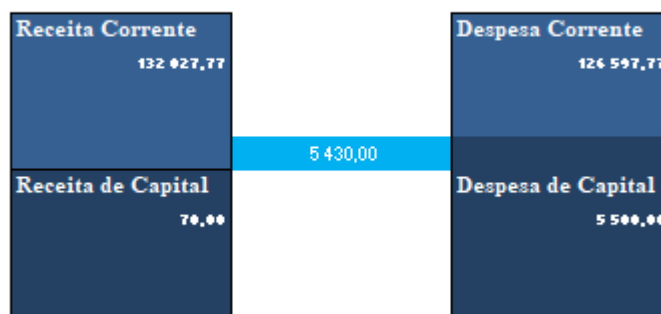 Receita Corrente
132 027,77
Despesa Corrente
126 597,77
5 430,00
Receita de Capital
70,00
Despesa de Capital
5 500,00